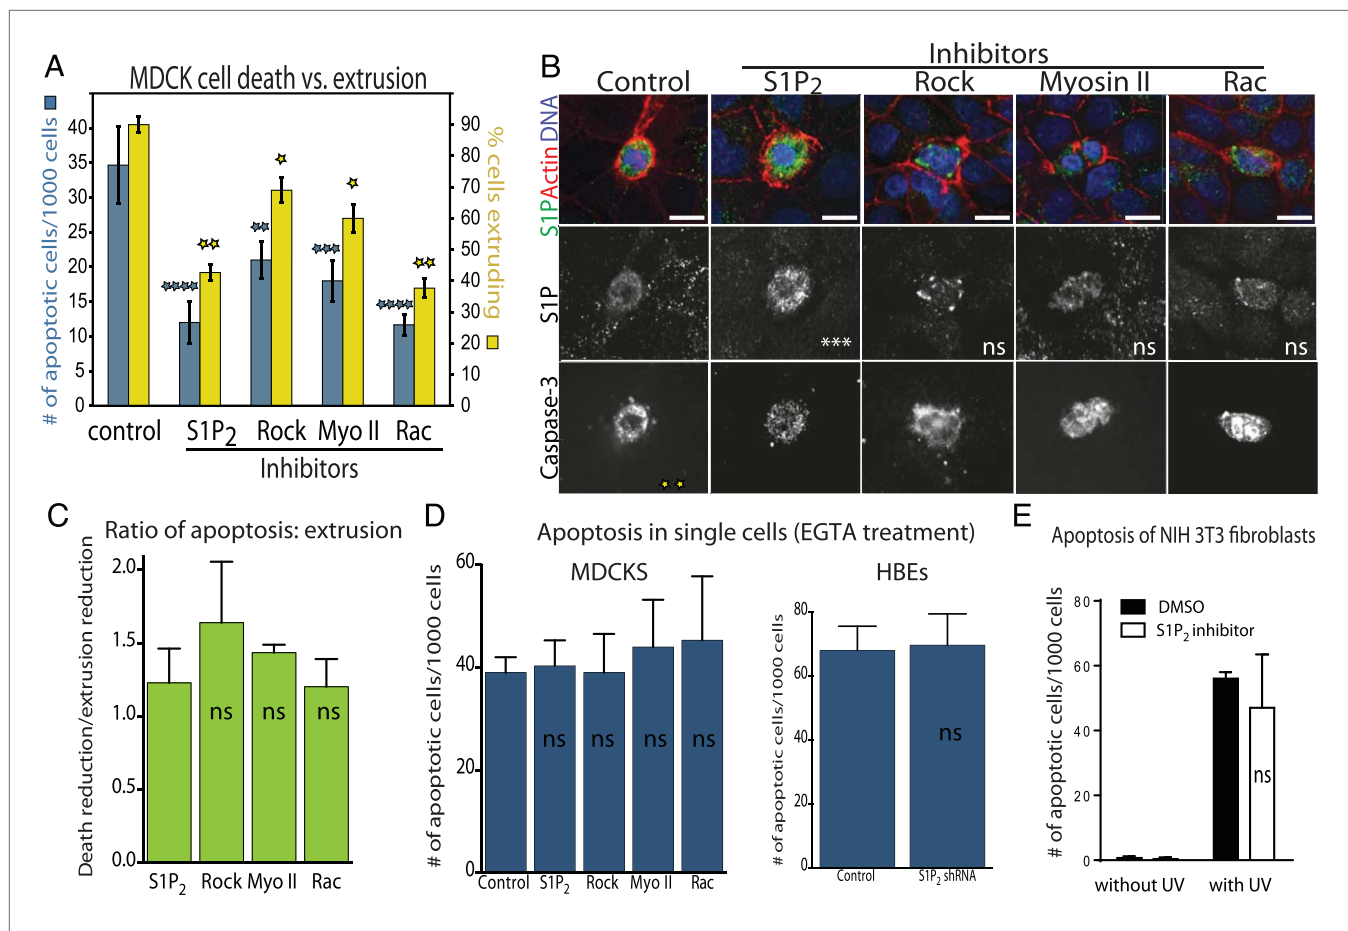 A
MDCK cell death vs. extrusion
# of apoptotic cells/1000 cells
40
35
30
25
20
15
10
5
0
90
80
70
60
50
40
30
20
10
0
% cells extruding
control
S1P2
Rock
Myo II
Rac
Inhibitors
B
Inhibitors
Control
S1P2
Rock
Myosin II
Rac
S1P Actin DNA
S1P
***
ns
ns
ns
Caspase-3
C
Ratio of apoptosis: extrusion
Death reduction/extrusion reduction
2.0
1.5
1.0
0.5
0.0
ns
ns
ns
S1P2
Rock
Myo II
Rac
D
Apoptosis in single cells (EGTA treatment)
MDCKS
# of apoptotic cells/1000 cells
60
40
20
0
ns
ns
ns
ns
Control
S1P2
Rock
Myo II
Rac
HBEs
# of apoptotic cells/1000 cells
80
60
40
20
0
ns
Control
S1P2 shRNA
E
Apoptosis of NIH 3T3 fibroblasts
# of apoptotic cells/1000 cells
80
60
40
20
0
DMSO
S1P2 inhibitor
ns
without UV
with UV